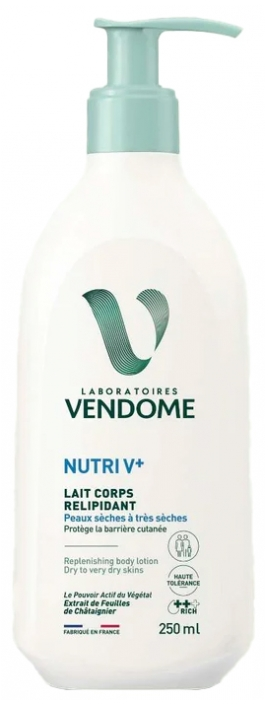 LABORATOIRES
VENDOME
NUTRI V+
LAIT CORPS
RELIPIDANT
Peaux sèches à très sèches
Protège la barrière cutanée
Replenishing body lotion
Dry to very dry skins
HAUTE
TOLÉRANCE
Le Pouvoir Actif du Végétal
Extrait de Feuilles
de Châtaignier
++
RICH
FABRIQUÉ EN FRANCE
250 ml